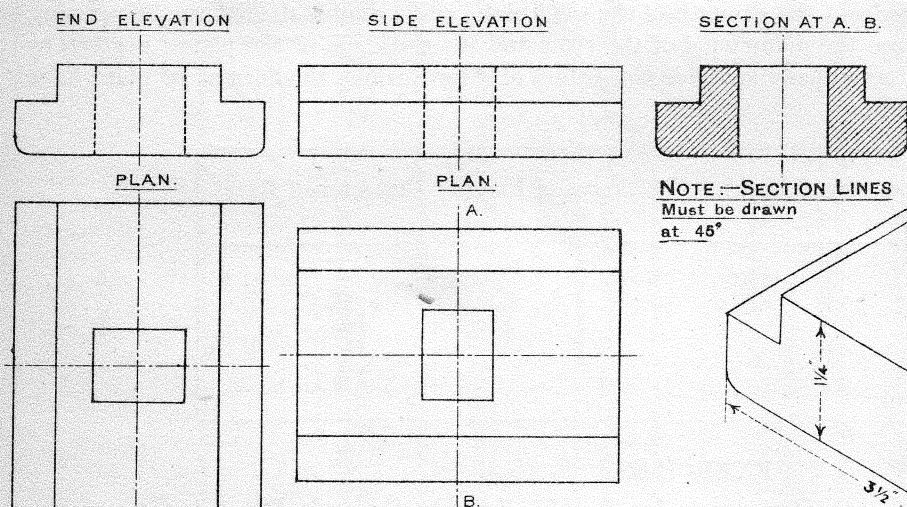 END ELEVATION
SIDE ELEVATION
SECTION AT A. B.
PLAN.
PLAN
A.
NOTE:—SECTION LINES
Must be drawn
at 45°
1¼"
3½"
B.